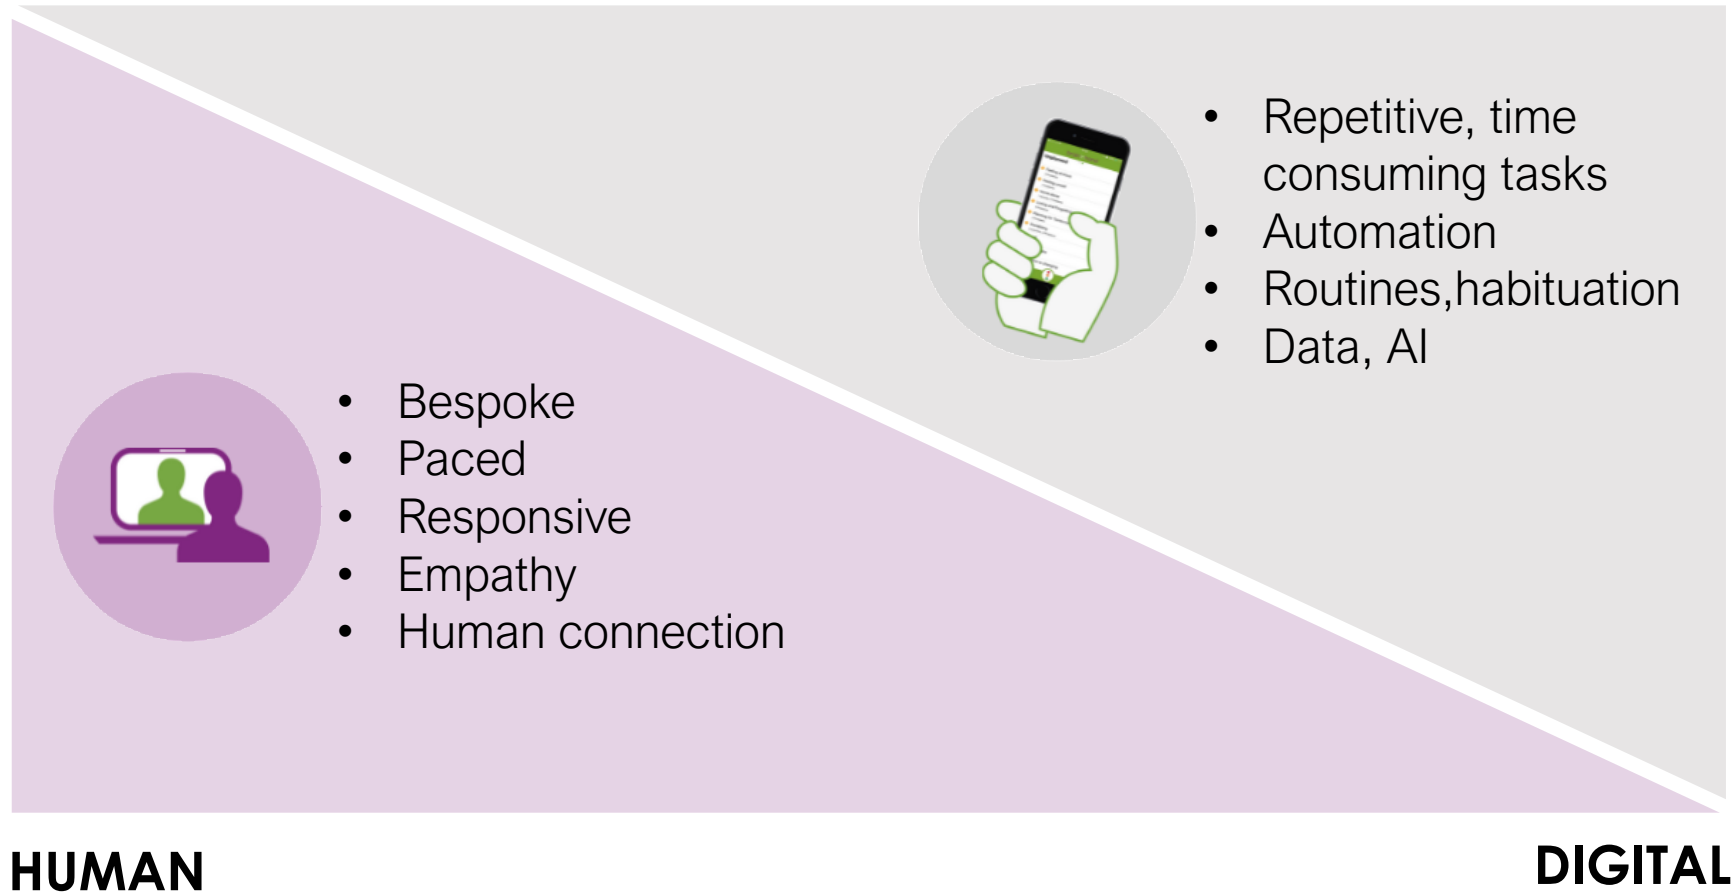 • Repetitive, time
consuming tasks
• Automation
• Routines,habituation
• Data, AI
• Bespoke
• Paced
• Responsive
• Empathy
• Human connection
HUMAN
DIGITAL